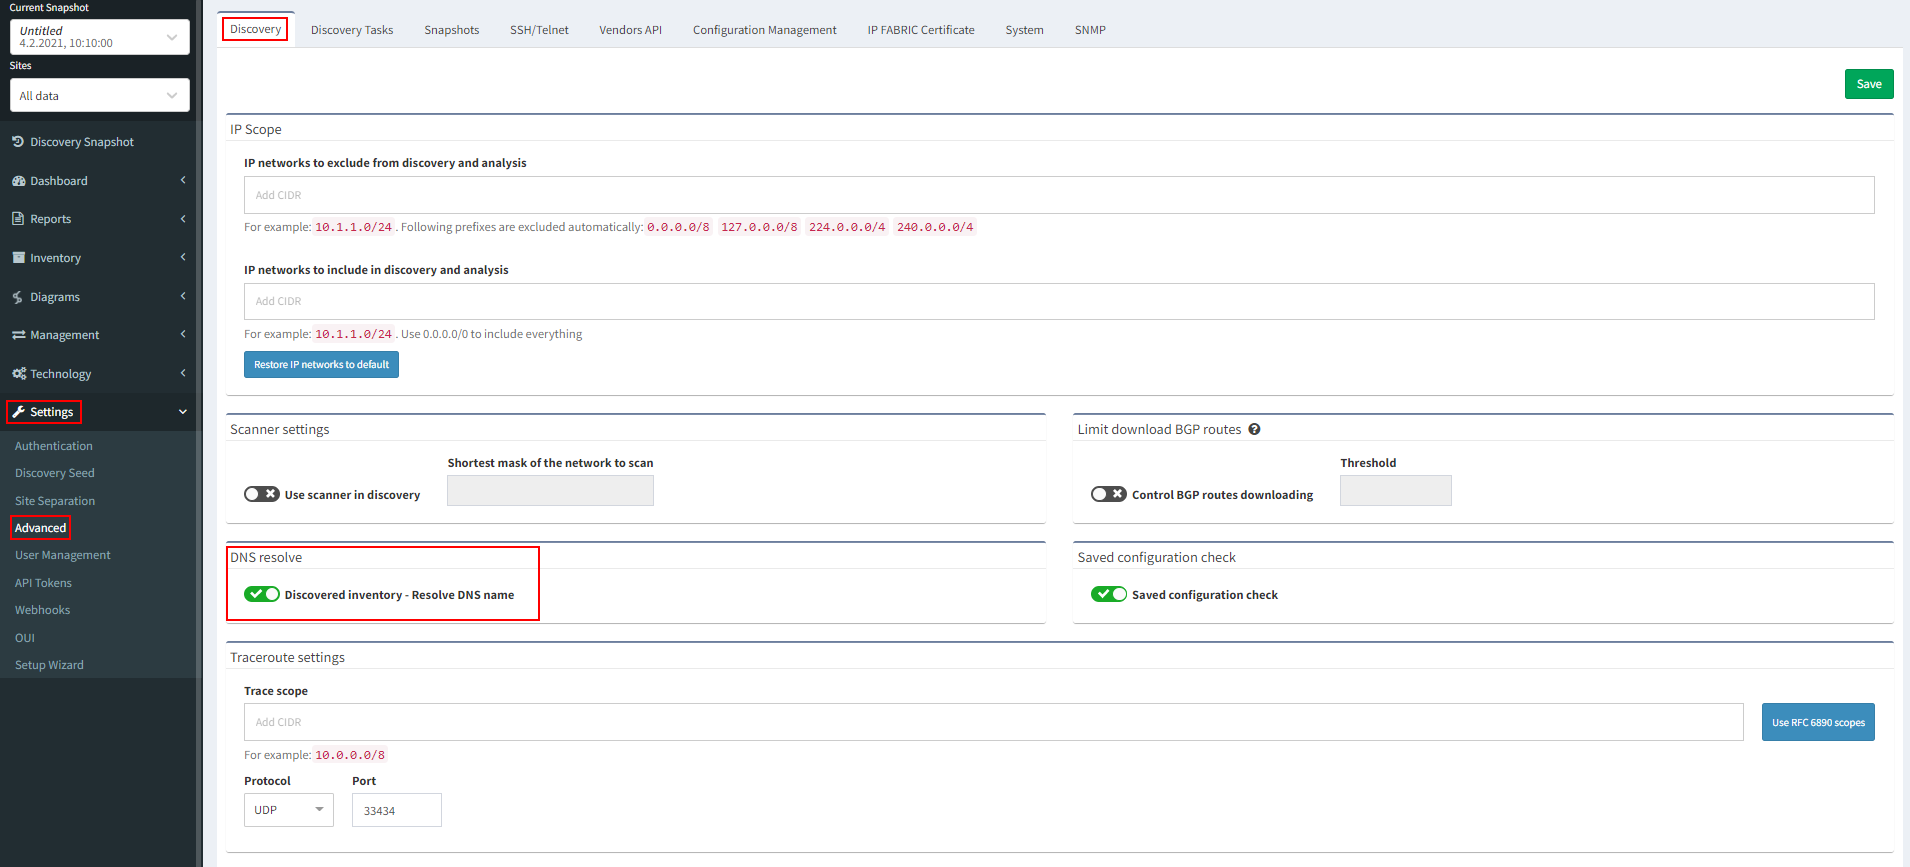 Current Snapshot
Untitled
4.2.2021, 10:10:00
Sites
All data
Discovery Snapshot
Dashboard
Reports
Inventory
Diagrams
Management
Technology
Settings
Authentication
Discovery Seed
Site Separation
Advanced
User Management
API Tokens
Webhooks
OUI
Setup Wizard
Discovery Discovery Tasks Snapshots SSH/Telnet Vendors API Configuration Management IP FABRIC Certificate System SNMP
Save
IP Scope
IP networks to exclude from discovery and analysis
Add CIDR
For example: 10.1.1.0/24. Following prefixes are excluded automatically: 0.0.0.0/8 127.0.0.0/8 224.0.0.0/4 240.0.0.0/4
IP networks to include in discovery and analysis
Add CIDR
For example: 10.1.1.0/24. Use 0.0.0.0/0 to include everything
Restore IP networks to default
Scanner settings
Shortest mask of the network to scan
Use scanner in discovery
Limit download BGP routes
Threshold
Control BGP routes downloading
DNS resolve
Discovered inventory - Resolve DNS name
Saved configuration check
Saved configuration check
Traceroute settings
Trace scope
Add CIDR
Use RFC 6890 scopes
For example: 10.0.0.0/8
Protocol Port
UDP 33434